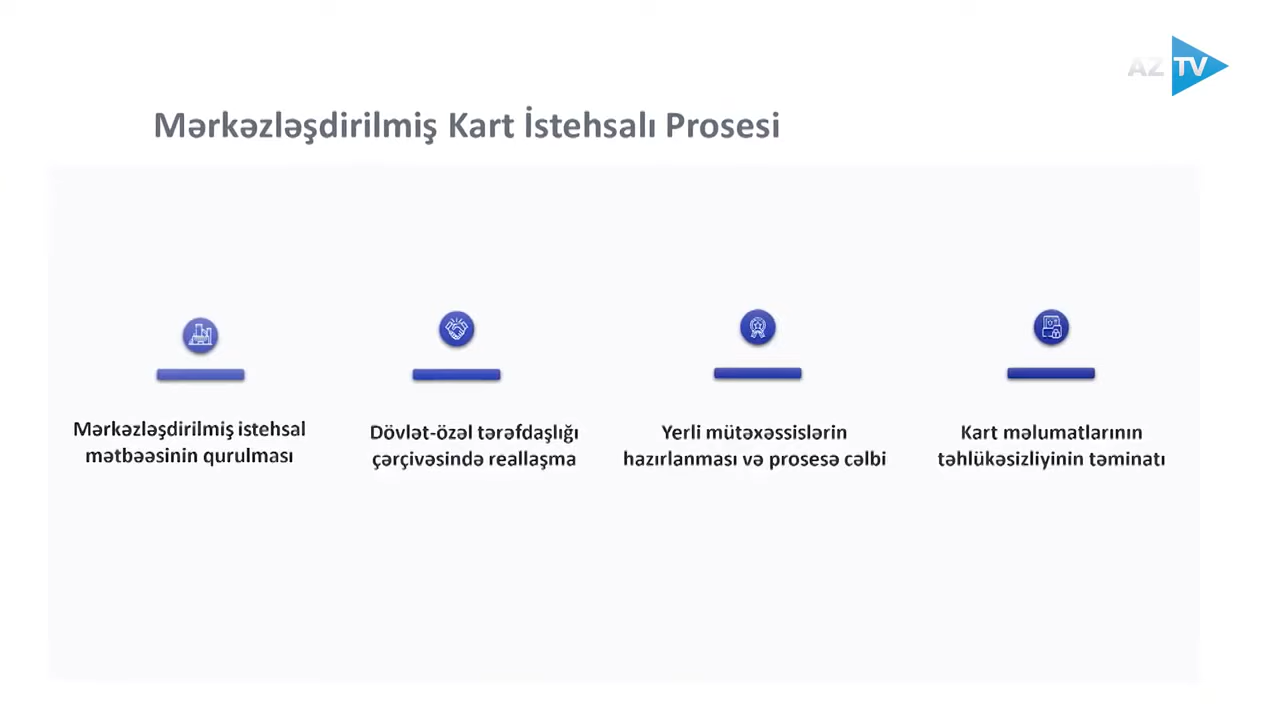 AZTV
Mərkəzləşdirilmiş Kart İstehsalı Prosesi
Mərkəzləşdirilmiş istehsal
mətbəəsinin qurulması
Dövlət-özəl tərəfdaşlığı
çərçivəsində reallaşma
Yerli mütəxəssislərin
hazırlanması və prosesə cəlbi
Kart məlumatlarının
təhlükəsizliyinin təminatı